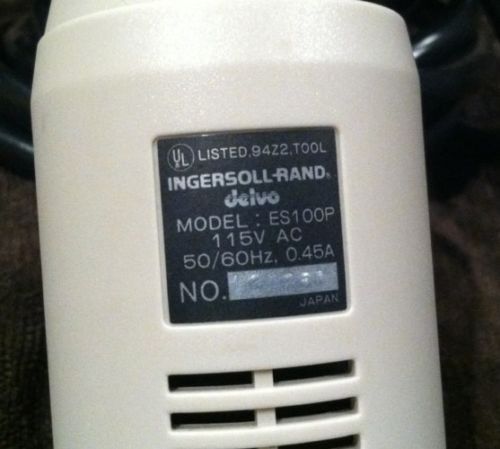 UL LISTED.94Z2.TOOL
INGERSOLL-RAND®
delvo
MODEL : ES100P
115V AC
50/60Hz, 0.45A
NO.
JAPAN